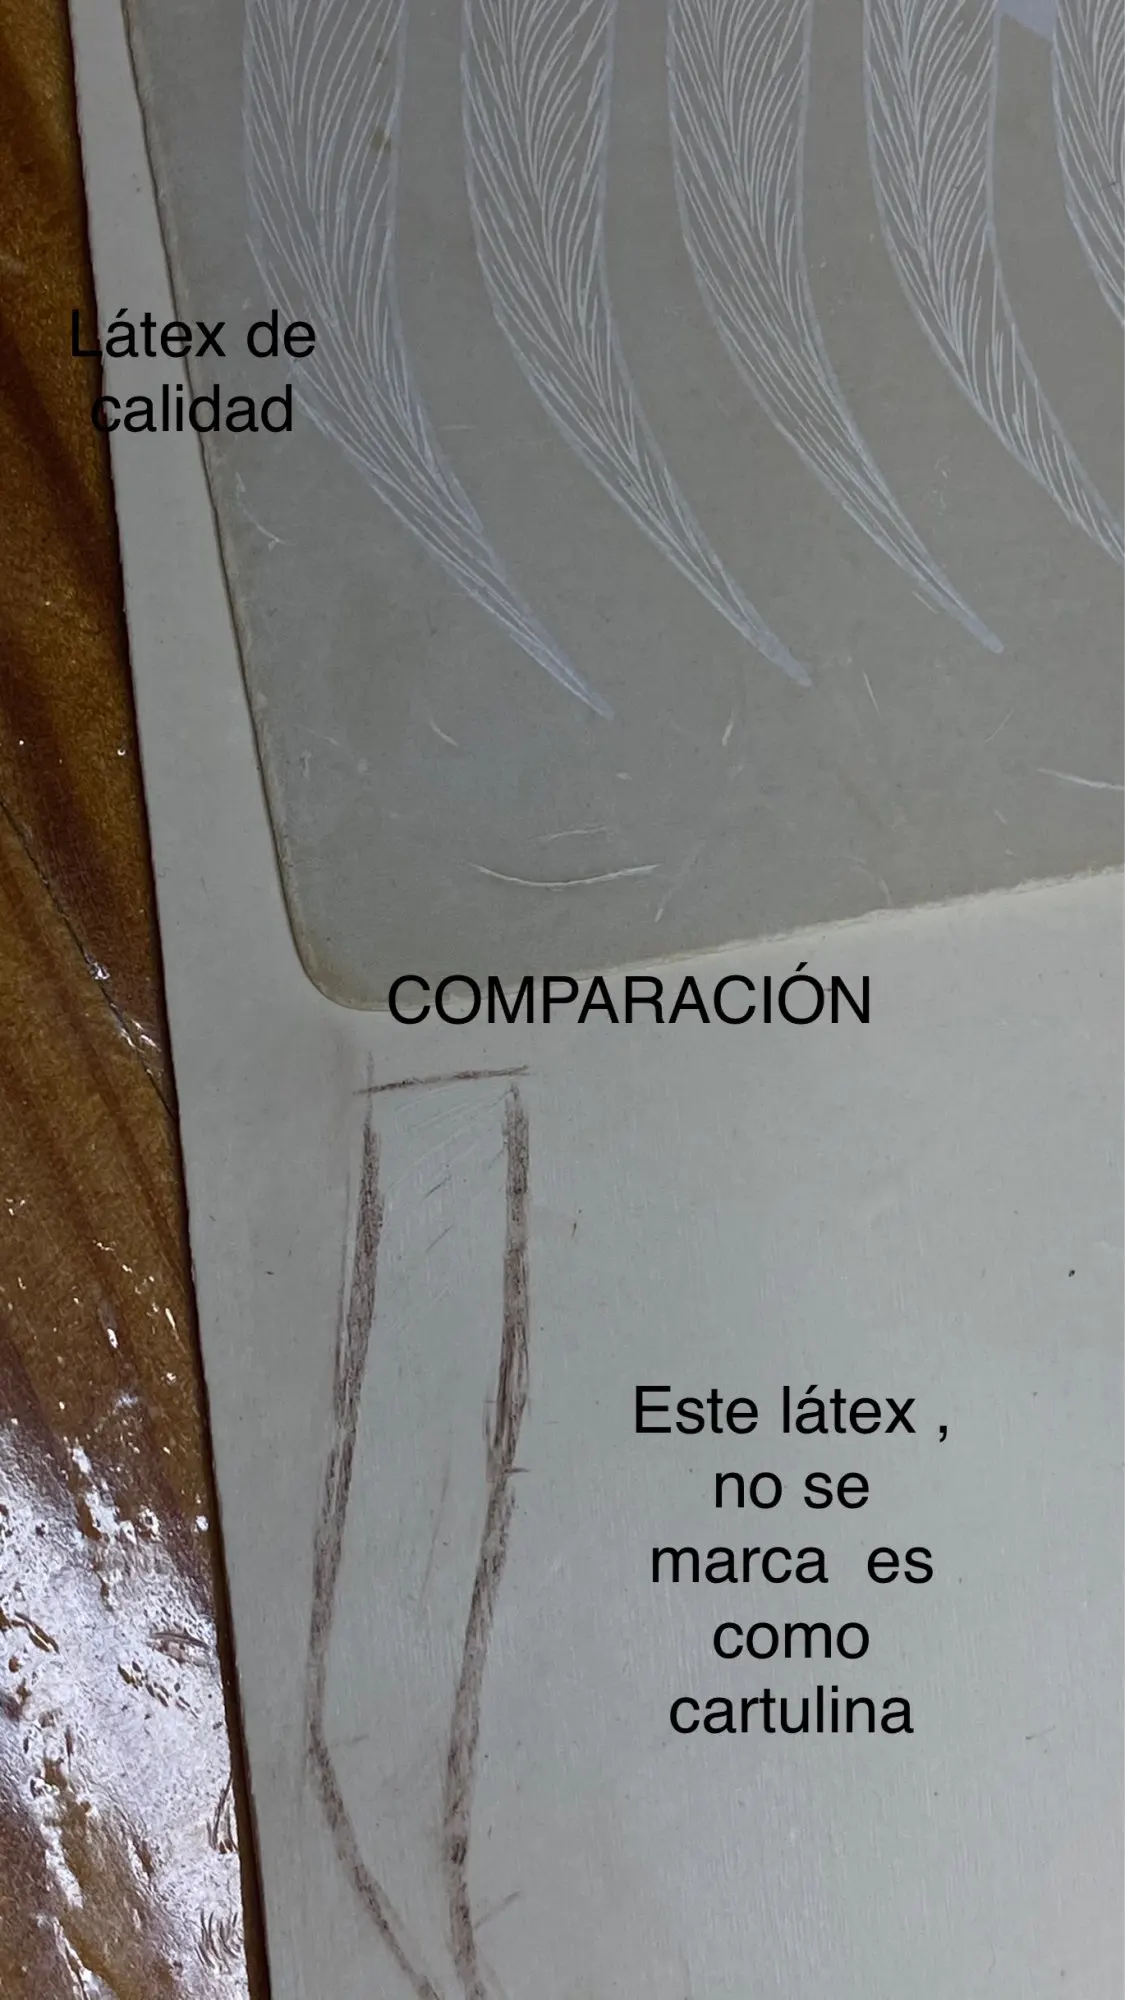 Látex de
calidad
COMPARACIÓN
Este látex ,
no se
marca  es
como
cartulina